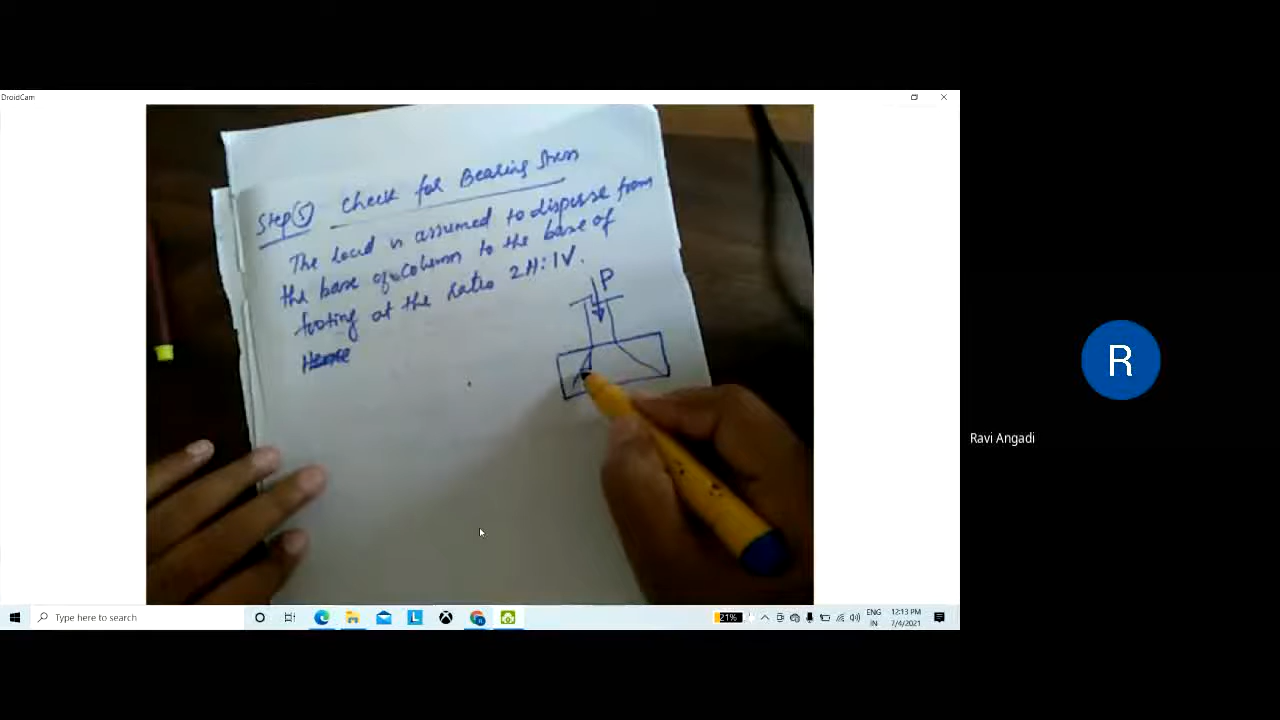 DroidCam
Step (5) Check for Bearing Stress
The load is assumed to disperse from
the base of column to the base of
footing at the ratio 2H:1V.
Hence
P
R
Ravi Angadi
Type here to search
21%
ENG
IN
12:13 PM
7/4/2021